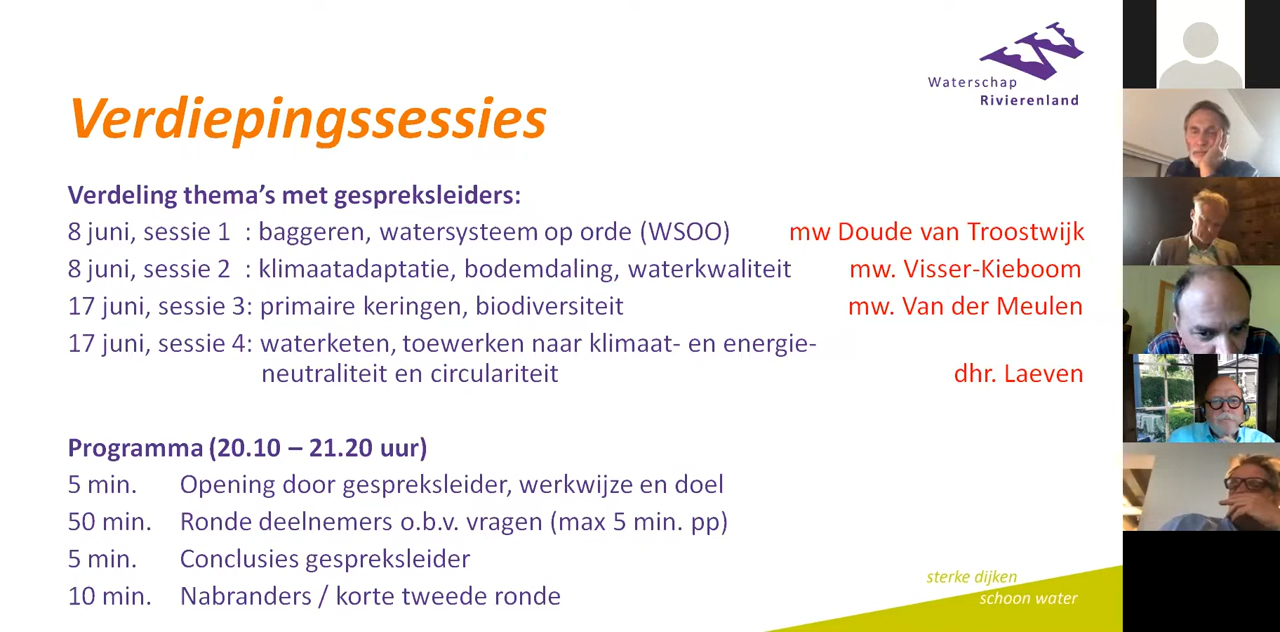 Waterschap
Rivierenland
Verdiepingssessies
Verdeling thema's met gespreksleiders:
8 juni, sessie 1 : baggeren, watersysteem op orde (WSOO) mw Doude van Troostwijk
8 juni, sessie 2 : klimaatadaptatie, bodemdaling, waterkwaliteit mw. Visser-Kieboom
17 juni, sessie 3: primaire keringen, biodiversiteit mw. Van der Meulen
17 juni, sessie 4: waterketen, toewerken naar klimaat- en energie-
neutraliteit en circulariteit dhr. Laeven
Programma (20.10 – 21.20 uur)
5 min. Opening door gespreksleider, werkwijze en doel
50 min. Ronde deelnemers o.b.v. vragen (max 5 min. pp)
5 min. Conclusies gespreksleider
10 min. Nabranders / korte tweede ronde
sterke dijken
schoon water